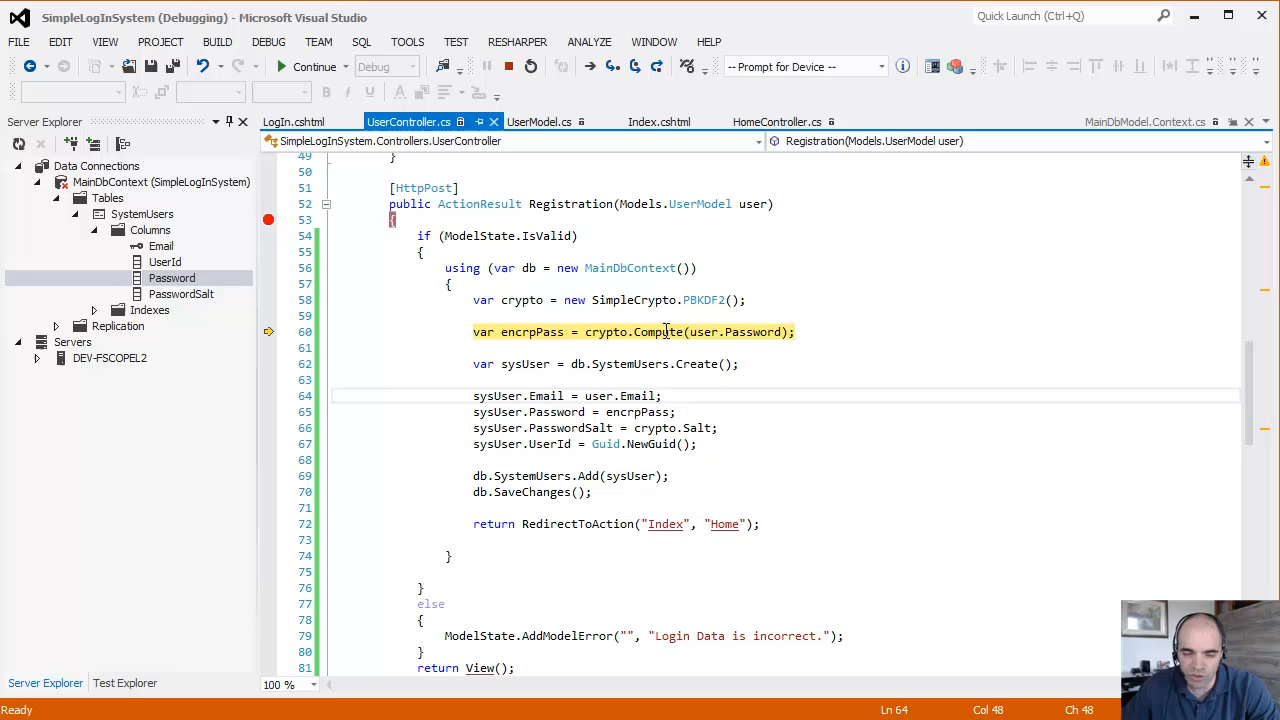 SimpleLogInSystem (Debugging) - Microsoft Visual Studio
Quick Launch (Ctrl+Q)
FILE EDIT VIEW PROJECT BUILD DEBUG TEAM SQL TOOLS TEST RESHARPER ANALYZE WINDOW HELP
Continue Debug -- Prompt for Device --
Server Explorer
LogIn.cshtml UserController.cs UserModel.cs Index.cshtml HomeController.cs MainDbModel.Context.cs
SimpleLogInSystem.Controllers.UserController Registration(Models.UserModel user)
Data Connections
MainDbContext (SimpleLogInSystem)
Tables
SystemUsers
Columns
Email
UserId
Password
PasswordSalt
Indexes
Replication
Servers
DEV-FSCOPEL2
49 }
50
51 [HttpPost]
52 public ActionResult Registration(Models.UserModel user)
53 {
54 if (ModelState.IsValid)
55 {
56 using (var db = new MainDbContext())
57 {
58 var crypto = new SimpleCrypto.PBKDF2();
59
60 var encrpPass = crypto.Compute(user.Password);
61
62 var sysUser = db.SystemUsers.Create();
63
64 sysUser.Email = user.Email;
65 sysUser.Password = encrpPass;
66 sysUser.PasswordSalt = crypto.Salt;
67 sysUser.UserId = Guid.NewGuid();
68
69 db.SystemUsers.Add(sysUser);
70 db.SaveChanges();
71
72 return RedirectToAction("Index", "Home");
73
74 }
75
76 }
77 else
78 {
79 ModelState.AddModelError("", "Login Data is incorrect.");
80 }
81 return View();
Server Explorer Test Explorer
100 %
Ready Ln 64 Col 48 Ch 48